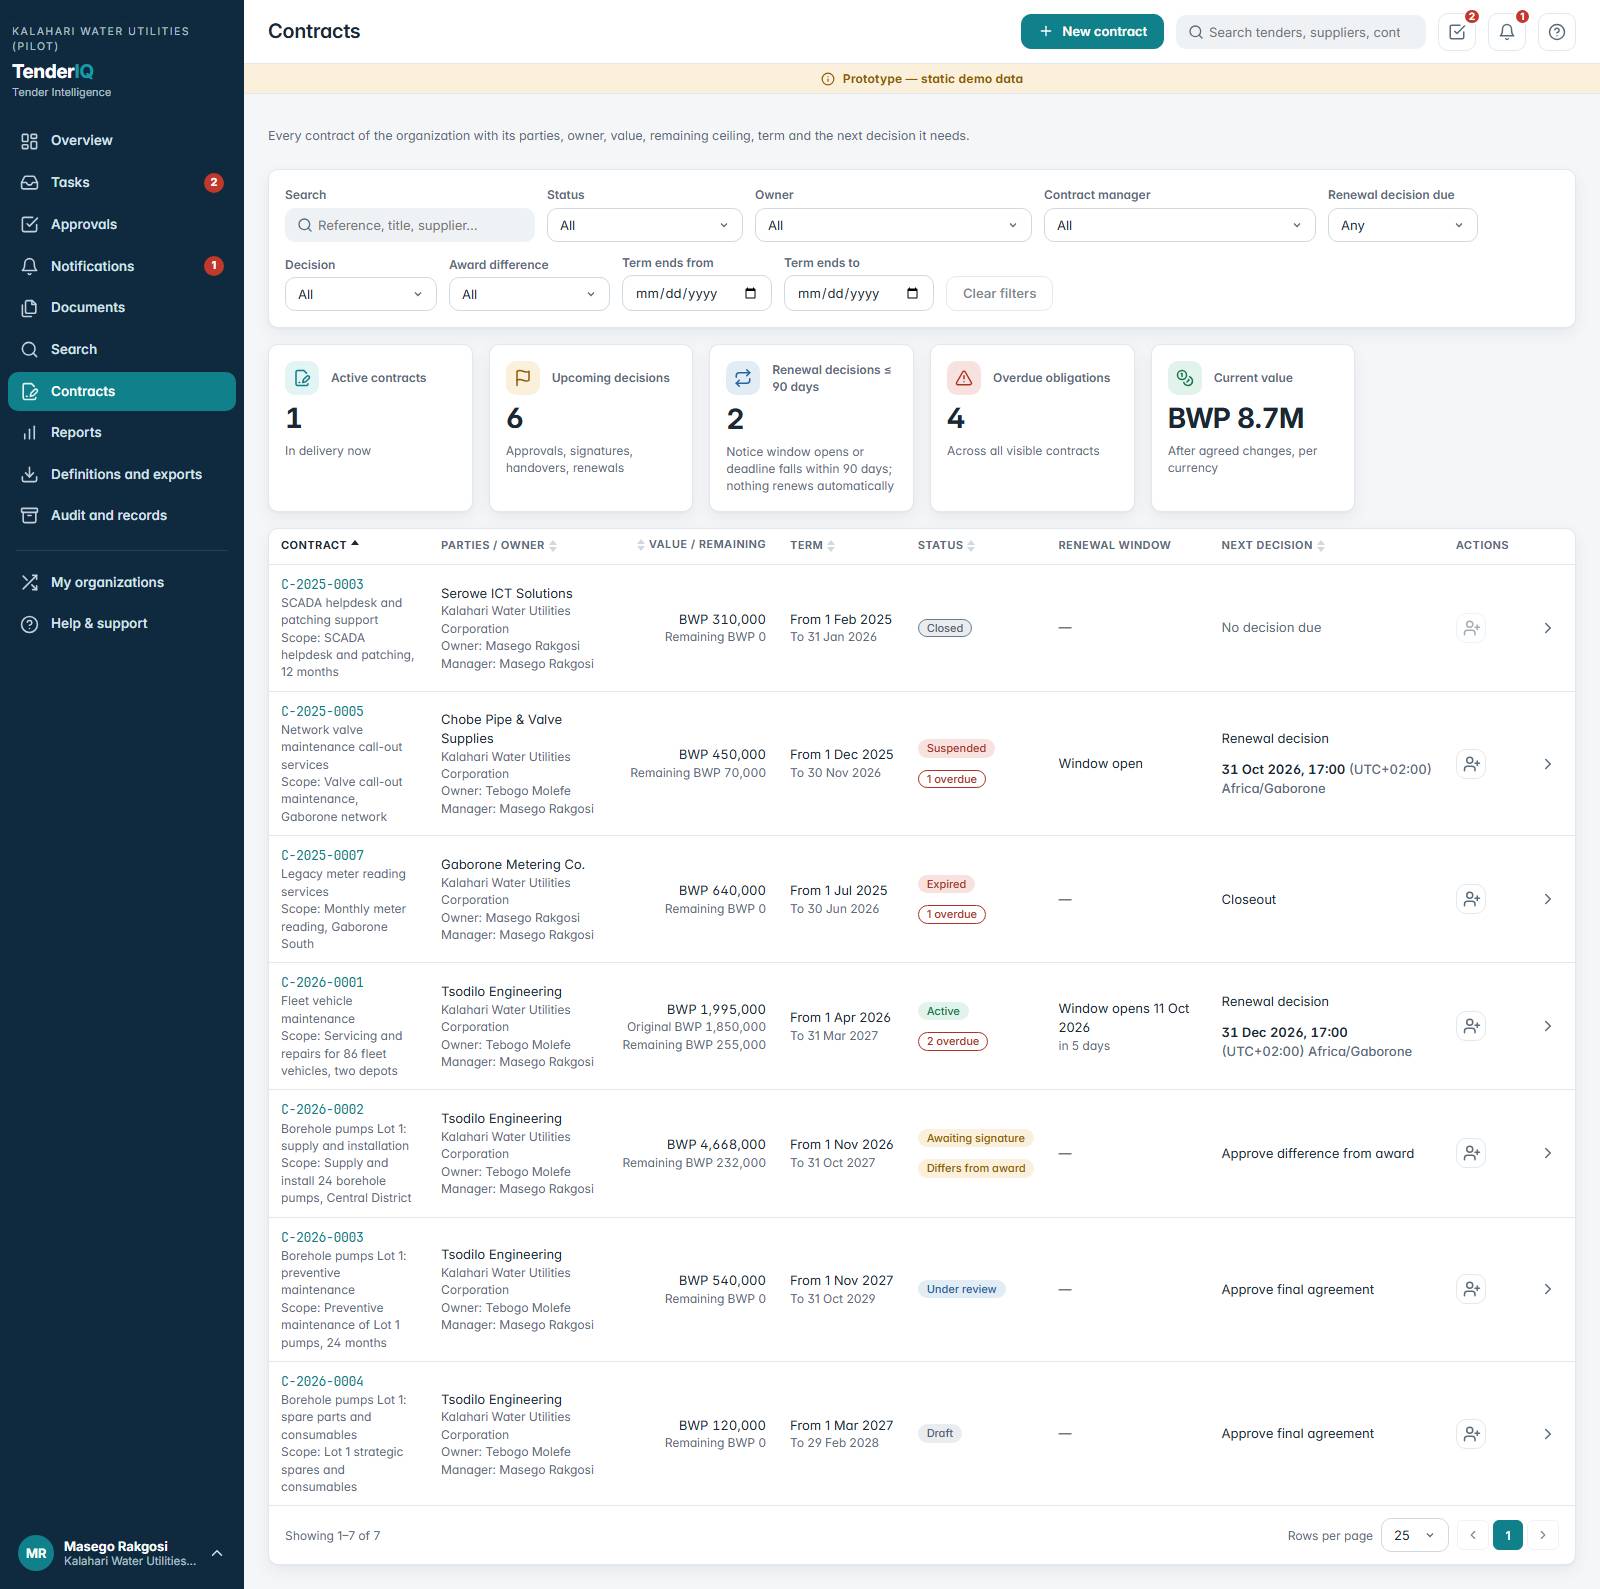 KALAHARI WATER UTILITIES
(PILOT)
TenderIQ
Tender Intelligence
Overview
Tasks 2
Approvals
Notifications 1
Documents
Search
Contracts
Reports
Definitions and exports
Audit and records
My organizations
Help & support
MR
Masego Rakgosi
Kalahari Water Utilities...
Contracts
New contract
Search tenders, suppliers, cont
2
1
Prototype — static demo data
Every contract of the organization with its parties, owner, value, remaining ceiling, term and the next decision it needs.
Search
Status
Owner
Contract manager
Renewal decision due
Reference, title, supplier...
All
All
All
Any
Decision
Award difference
Term ends from
Term ends to
All
All
mm/dd/yyyy
mm/dd/yyyy
Clear filters
Active contracts
1
In delivery now
Upcoming decisions
6
Approvals, signatures,
handovers, renewals
Renewal decisions ≤
90 days
2
Notice window opens or
deadline falls within 90 days;
nothing renews automatically
Overdue obligations
4
Across all visible contracts
Current value
BWP 8.7M
After agreed changes, per
currency
CONTRACT
PARTIES / OWNER
VALUE / REMAINING
TERM
STATUS
RENEWAL WINDOW
NEXT DECISION
ACTIONS
C-2025-0003
SCADA helpdesk and
patching support
Scope: SCADA
helpdesk and patching,
12 months
Serowe ICT Solutions
Kalahari Water Utilities
Corporation
Owner: Masego Rakgosi
Manager: Masego Rakgosi
BWP 310,000
Remaining BWP 0
From 1 Feb 2025
To 31 Jan 2026
Closed
—
No decision due
C-2025-0005
Network valve
maintenance call-out
services
Scope: Valve call-out
maintenance,
Gaborone network
Chobe Pipe & Valve
Supplies
Kalahari Water Utilities
Corporation
Owner: Tebogo Molefe
Manager: Masego Rakgosi
BWP 450,000
Remaining BWP 70,000
From 1 Dec 2025
To 30 Nov 2026
Suspended
1 overdue
Window open
Renewal decision
31 Oct 2026, 17:00 (UTC+02:00)
Africa/Gaborone
C-2025-0007
Legacy meter reading
services
Scope: Monthly meter
reading, Gaborone
South
Gaborone Metering Co.
Kalahari Water Utilities
Corporation
Owner: Masego Rakgosi
Manager: Masego Rakgosi
BWP 640,000
Remaining BWP 0
From 1 Jul 2025
To 30 Jun 2026
Expired
1 overdue
—
Closeout
C-2026-0001
Fleet vehicle
maintenance
Scope: Servicing and
repairs for 86 fleet
vehicles, two depots
Tsodilo Engineering
Kalahari Water Utilities
Corporation
Owner: Tebogo Molefe
Manager: Masego Rakgosi
BWP 1,995,000
Original BWP 1,850,000
Remaining BWP 255,000
From 1 Apr 2026
To 31 Mar 2027
Active
2 overdue
Window opens 11 Oct
2026
in 5 days
Renewal decision
31 Dec 2026, 17:00
(UTC+02:00) Africa/Gaborone
C-2026-0002
Borehole pumps Lot 1:
supply and installation
Scope: Supply and
install 24 borehole
pumps, Central District
Tsodilo Engineering
Kalahari Water Utilities
Corporation
Owner: Tebogo Molefe
Manager: Masego Rakgosi
BWP 4,668,000
Remaining BWP 232,000
From 1 Nov 2026
To 31 Oct 2027
Awaiting signature
Differs from award
—
Approve difference from award
C-2026-0003
Borehole pumps Lot 1:
preventive
maintenance
Scope: Preventive
maintenance of Lot 1
pumps, 24 months
Tsodilo Engineering
Kalahari Water Utilities
Corporation
Owner: Tebogo Molefe
Manager: Masego Rakgosi
BWP 540,000
Remaining BWP 0
From 1 Nov 2027
To 31 Oct 2029
Under review
—
Approve final agreement
C-2026-0004
Borehole pumps Lot 1:
spare parts and
consumables
Scope: Lot 1 strategic
spares and
consumables
Tsodilo Engineering
Kalahari Water Utilities
Corporation
Owner: Tebogo Molefe
Manager: Masego Rakgosi
BWP 120,000
Remaining BWP 0
From 1 Mar 2027
To 29 Feb 2028
Draft
—
Approve final agreement
Showing 1–7 of 7
Rows per page
25
1